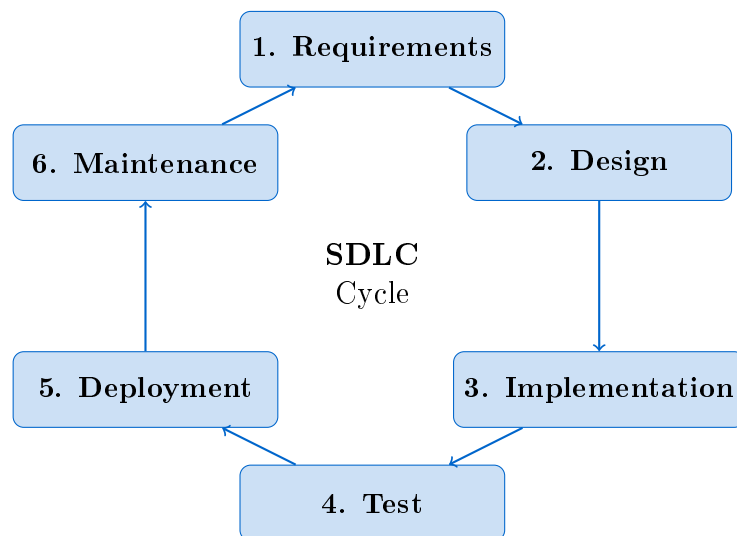 1. Requirements
6. Maintenance
2. Design
SDLC
Cycle
5. Deployment
3. Implementation
4. Test